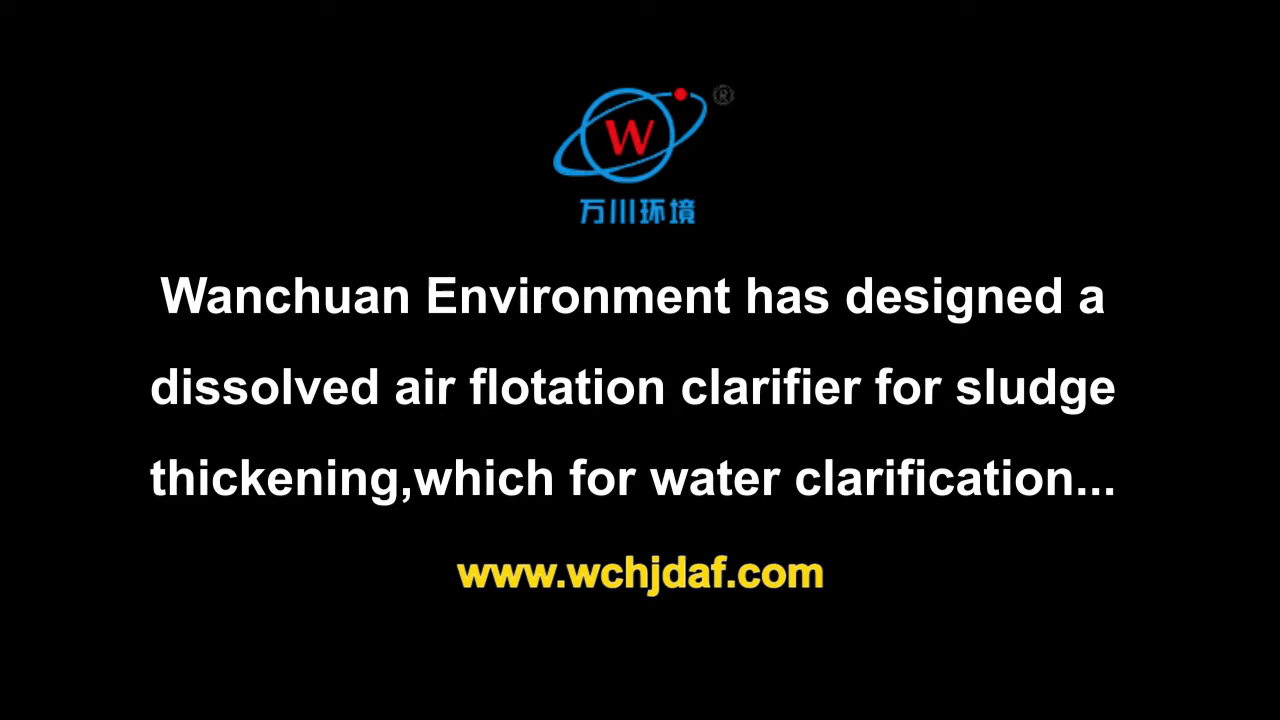 W ®
万川环境
Wanchuan Environment has designed a
dissolved air flotation clarifier for sludge
thickening,which for water clarification...
www.wchjdaf.com